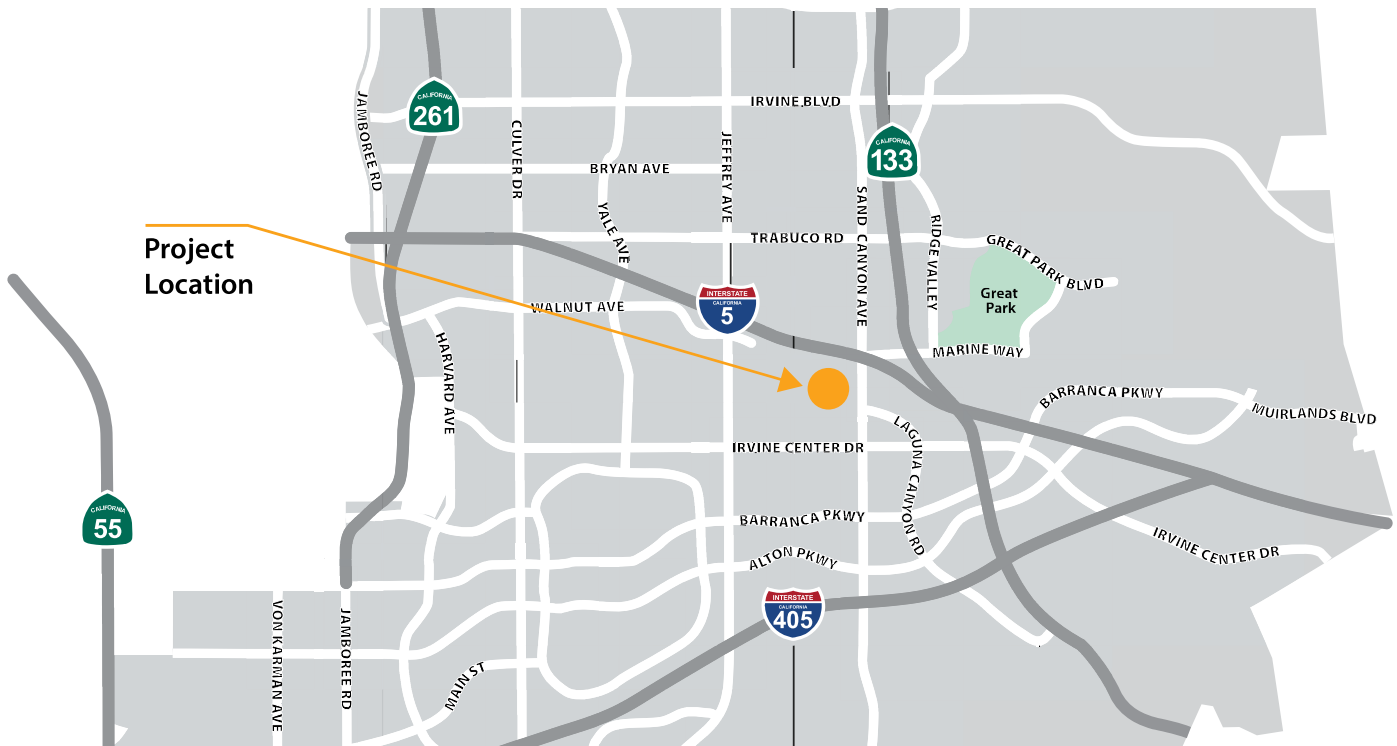 CALIFORNIA
261
IRVINE BLVD
JAMBOREE RD
CULVER DR
JEFFREY AVE
CALIFORNIA
133
BRYAN AVE
SAND CANYON AVE
YALE AVE
RIDGE VALLEY
TRABUCO RD
GREAT PARK BLVD
Project
Location
Great
Park
INTERSTATE
CALIFORNIA
5
WALNUT AVE
HARVARD AVE
MARINE WAY
BARRANCA PKWY
MUIRLANDS BLVD
LAGUNA CANYON RD
IRVINE CENTER DR
CALIFORNIA
55
BARRANCA PKWY
ALTON PKWY
IRVINE CENTER DR
INTERSTATE
CALIFORNIA
405
VON KARMAN AVE
JAMBOREE RD
MAIN ST